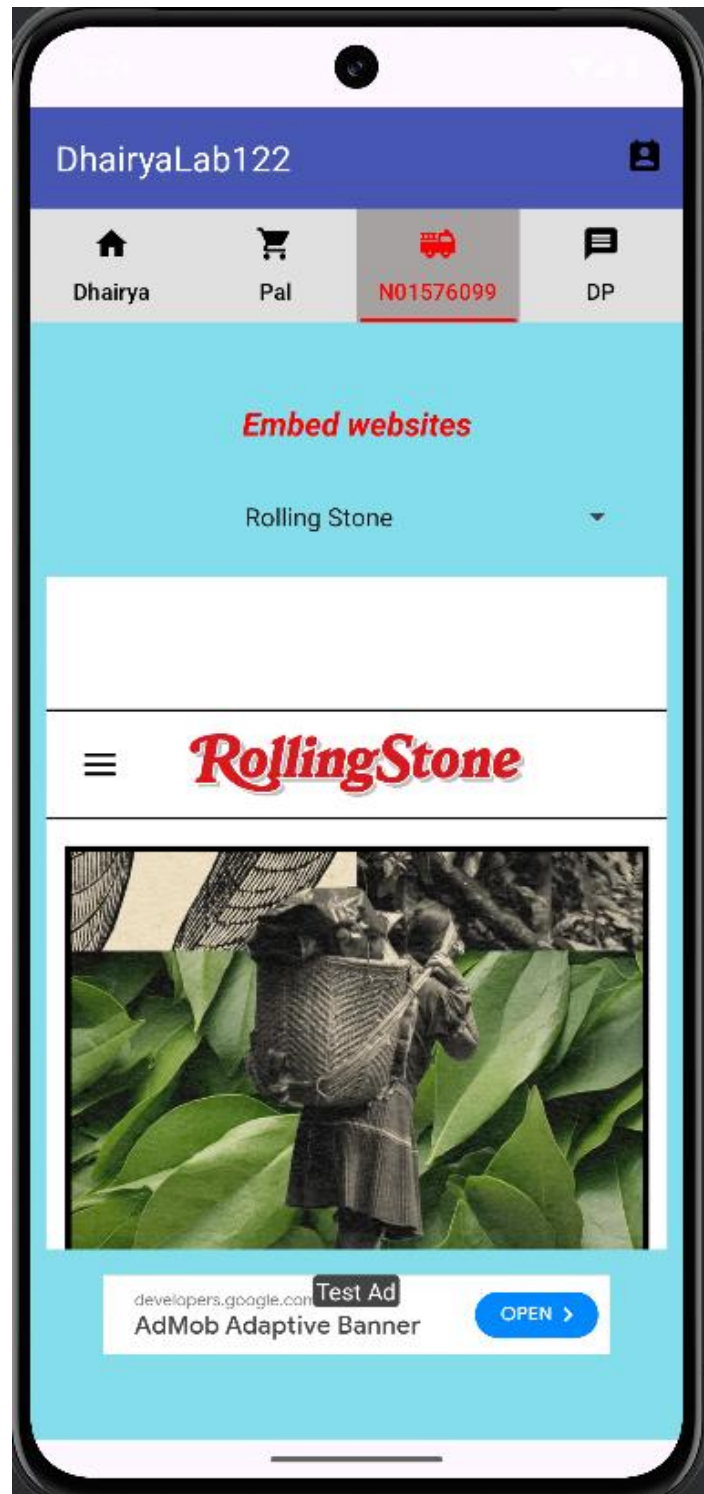 DhairyaLab122
Dhairya Pal N01576099 DP
Embed websites
Rolling Stone
RollingStone
developers.google.com Test Ad
AdMob Adaptive Banner OPEN